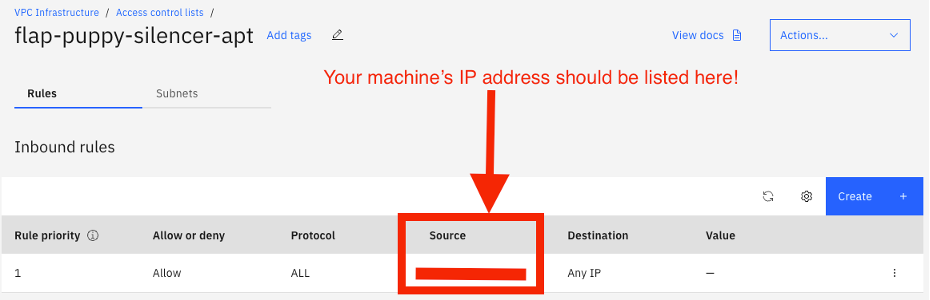 VPC Infrastructure / Access control lists /
flap-puppy-silencer-apt Add tags View docs Actions...
Your machine's IP address should be listed here!
Rules Subnets
Inbound rules
Create +
Rule priority Allow or deny Protocol Source Destination Value
1 Allow ALL Any IP —